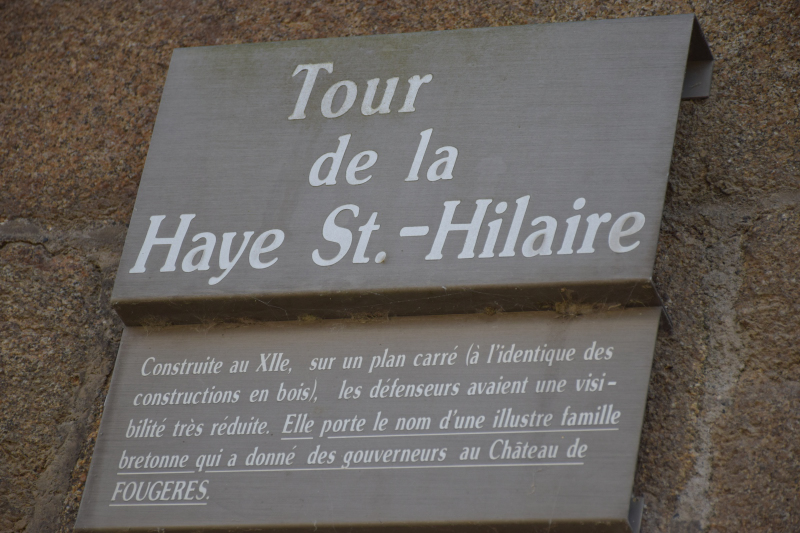 Tour
de la
Haye St.-Hilaire
Construite au XIIe, sur un plan carré (à l'identique des
constructions en bois), les défenseurs avaient une visi-
bilité très réduite. Elle porte le nom d'une illustre famille
bretonne qui a donné des gouverneurs au Château de
FOUGERES.